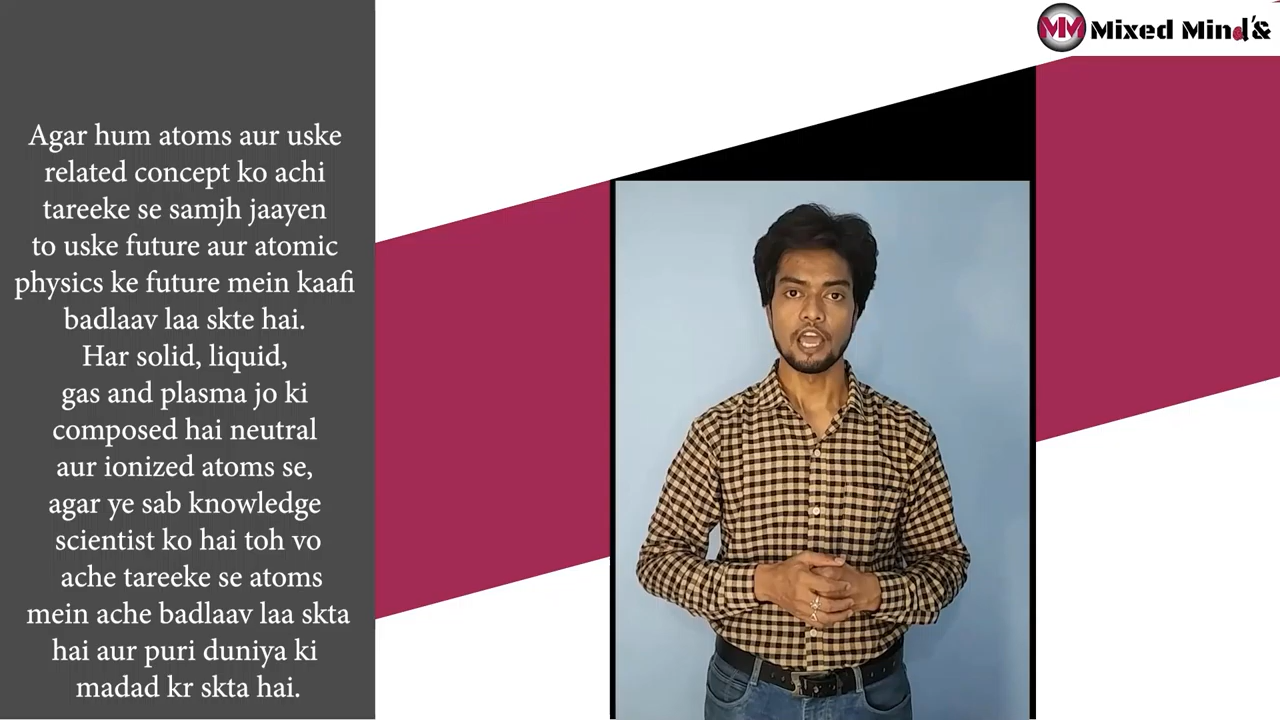 MM Mixed Mind's &
Agar hum atoms aur uske
related concept ko achi
tareeke se samjh jaayen
to uske future aur atomic
physics ke future mein kaafi
badlaav laa skte hai.
Har solid, liquid,
gas and plasma jo ki
composed hai neutral
aur ionized atoms se,
agar ye sab knowledge
scientist ko hai toh vo
ache tareeke se atoms
mein ache badlaav laa skta
hai aur puri duniya ki
madad kr skta hai.